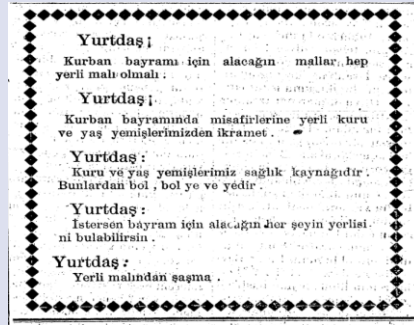 Yurtdaş ;
Kurban bayramı için alacağın mallar hep
yerli malı olmalı .
Yurtdaş ;
Kurban bayramında misafirlerine yerli kuru
ve yaş yemişlerimizden ikramet .
Yurtdaş :
Kuru ve yaş yemişlerimiz sağlık kaynağıdır .
Bunlardan bol , bol ye ve yedir .
Yurtdaş :
İstersen bayram için alacağın her şeyin yerlisi
ni bulabilirsin .
Yurtdaş :
Yerli malından şaşma .